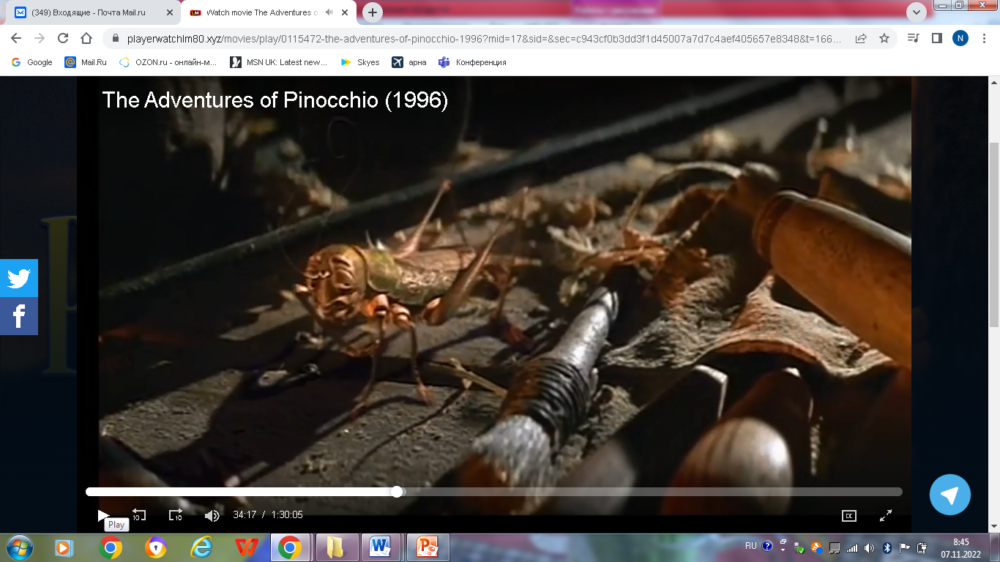 (349) Входящие - Почта Mail.ru
Watch movie The Adventures o
playerwatchlm80.xyz/movies/play/0115472-the-adventures-of-pinocchio-1996?mid=17&sid=&sec=c943cf0b3dd3f1d45007a7d7c4aef405657e8348&t=166...
N
Google
Mail.Ru
OZON.ru - онлайн-м...
MSN UK: Latest new...
Skyes
арна
Конференция
The Adventures of Pinocchio (1996)
10
10
34:17 / 1:30:05
Play
RU
8:45
07.11.2022